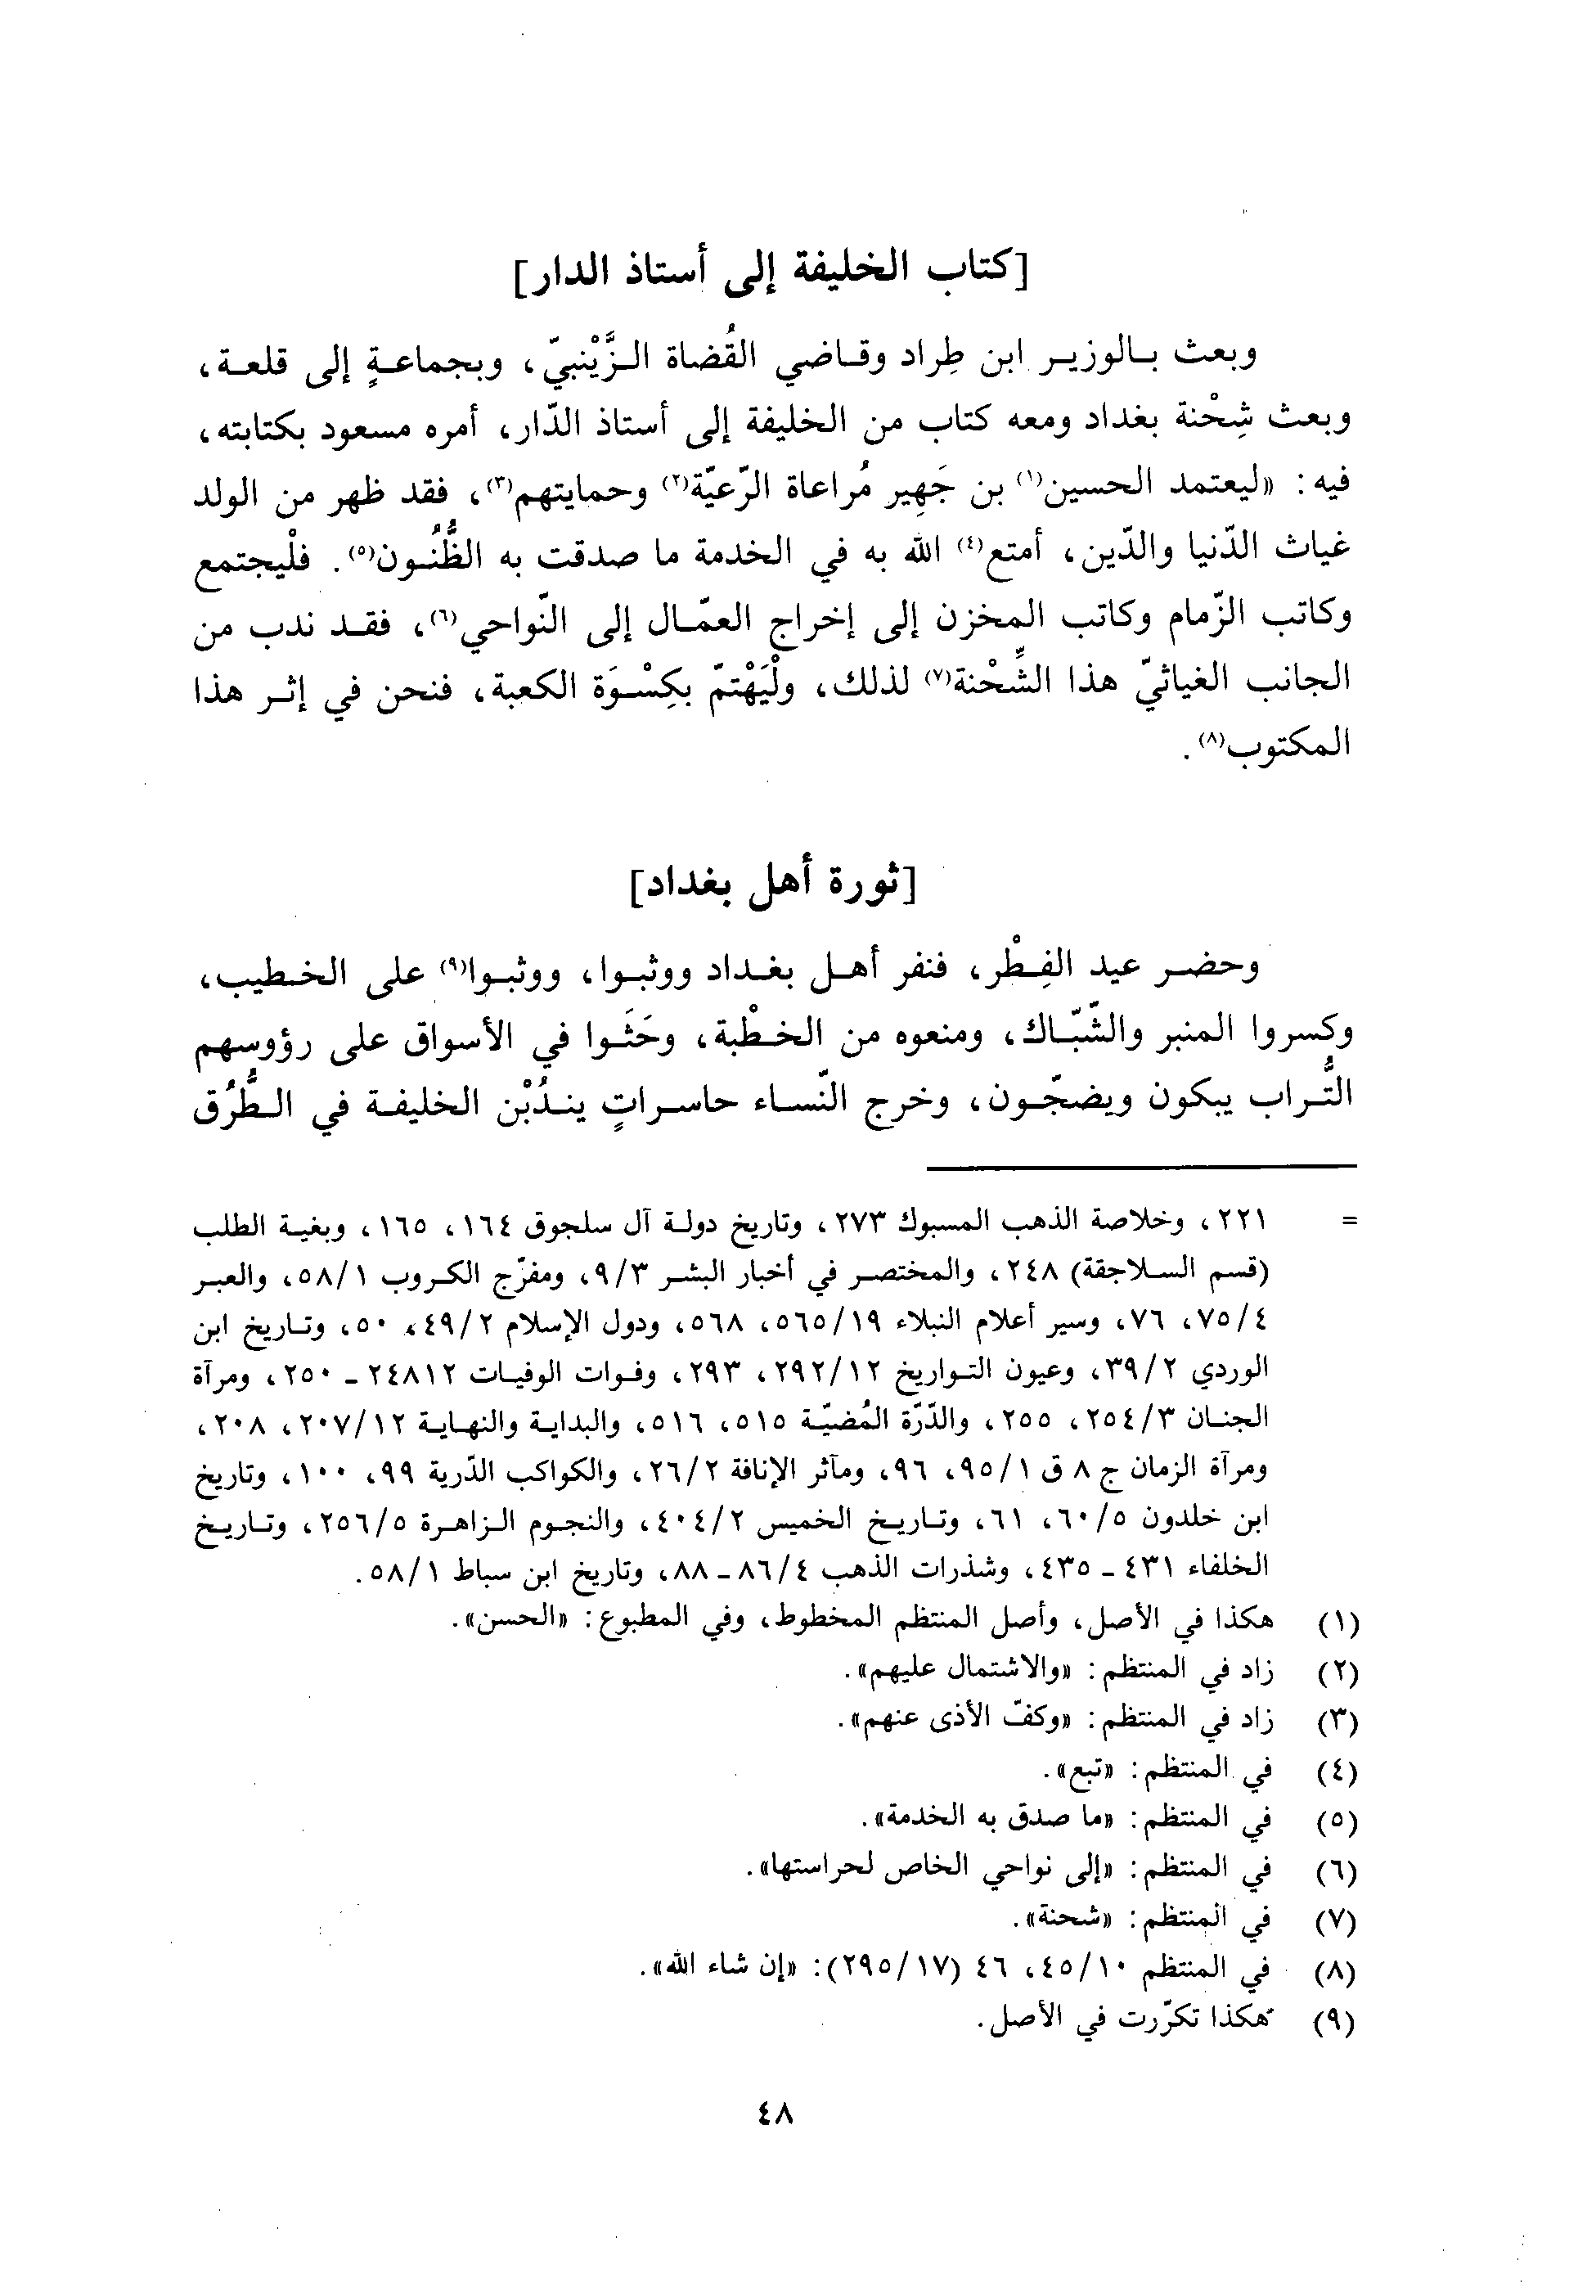 [كتاب الخليفة إلى أستاذ الدار]
وبعث بالوزير ابن طِراد وقاضي القُضاة الزَّيْنبيّ، وبجماعةٍ إلى قلعة،
وبعث شِحْنة بغداد ومعه كتاب من الخليفة إلى أستاذ الدّار، أمره مسعود بكتابته،
فيه: «ليعتمد الحسين(١) بن جَهِير مُراعاة الرّعيّة(٢) وحمايتهم(٣)، فقد ظهر من الولد
غياث الدّنيا والدّين، أمتع(٤) الله به في الخدمة ما صدقت به الظُّنُون(٥). فلْيجتمع
وكاتب الزّمام وكاتب المخزن إلى إخراج العمّال إلى النّواحي(٦)، فقد ندب من
الجانب الغياثيّ هذا الشِّحْنة(٧) لذلك، ولْيَهْتمّ بكِسْوَة الكعبة، فنحن في إثر هذا
المكتوب(٨).
[ثورة أهل بغداد]
وحضر عيد الفِطْر، فنفر أهل بغداد ووثبوا، ووثبوا(٩) على الخطيب،
وكسروا المنبر والشّبّاك، ومنعوه من الخطْبة، وحَثَوا في الأسواق على رؤوسهم
التُّراب يبكون ويضجّون، وخرج النّساء حاسراتٍ يندُبْن الخليفة في الطُّرُق
= ٢٢١، وخلاصة الذهب المسبوك ٢٧٣، وتاريخ دولة آل سلجوق ١٦٤، ١٦٥، وبغية الطلب
(قسم السلاجقة) ٢٤٨، والمختصر في أخبار البشر ٩/٣، ومفرّج الكروب ٥٨/١، والعبر
٧٥/٤، ٧٦، وسير أعلام النبلاء ٥٦٥/١٩، ٥٦٨، ودول الإسلام ٤٩/٢، ٥٠، وتاريخ ابن
الوردي ٣٩/٢، وعيون التواريخ ٢٩٢/١٢، ٢٩٣، وفوات الوفيات ٢٤٨١٢ - ٢٥٠، ومرآة
الجنان ٢٥٤/٣، ٢٥٥، والدّرّة المُضيّة ٥١٥، ٥١٦، والبداية والنهاية ٢٠٧/١٢، ٢٠٨،
ومرآة الزمان ج ٨ ق ٩٥/١، ٩٦، ومآثر الإنافة ٢٦/٢، والكواكب الدّرية ٩٩، ١٠٠، وتاريخ
ابن خلدون ٦٠/٥، ٦١، وتاريخ الخميس ٤٠٤/٢، والنجوم الزاهرة ٢٥٦/٥، وتاريخ
الخلفاء ٤٣١ - ٤٣٥، وشذرات الذهب ٨٦/٤ - ٨٨، وتاريخ ابن سباط ٥٨/١.
(١) هكذا في الأصل، وأصل المنتظم المخطوط، وفي المطبوع: «الحسن».
(٢) زاد في المنتظم: «والاشتمال عليهم».
(٣) زاد في المنتظم: «وكفّ الأذى عنهم».
(٤) في المنتظم: «تبع».
(٥) في المنتظم: «ما صدق به الخدمة».
(٦) في المنتظم: «إلى نواحي الخاص لحراستها».
(٧) في المنتظم: «شحنة».
(٨) في المنتظم ٤٥/١٠، ٤٦ (٢٩٥/١٧): «إن شاء الله».
(٩) هكذا تكرّرت في الأصل.
٤٨